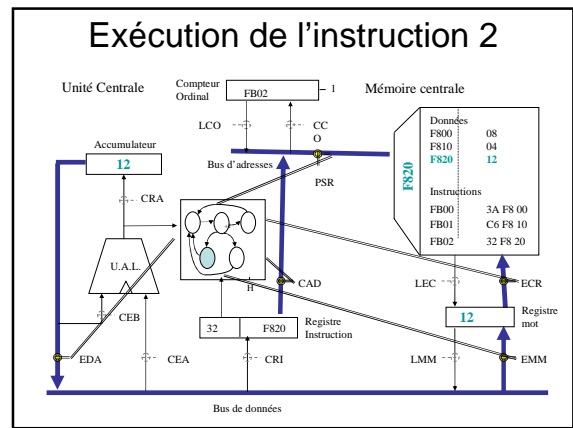 Exécution de l'instruction 2
Unité Centrale
Compteur
Ordinal
FB02
1
Mémoire centrale
LCO
CC
O
Accumulateur
12
Bus d'adresses
PSR
F820
Données
F800 08
F810 04
F820 12
Instructions
FB00 3A F8 00
FB01 C6 F8 10
FB02 32 F8 20
CRA
U.A.L.
CEB
H
CAD
LEC
ECR
32 F820
Registre
Instruction
12
Registre
mot
EDA
CEA
CRI
LMM
EMM
Bus de données